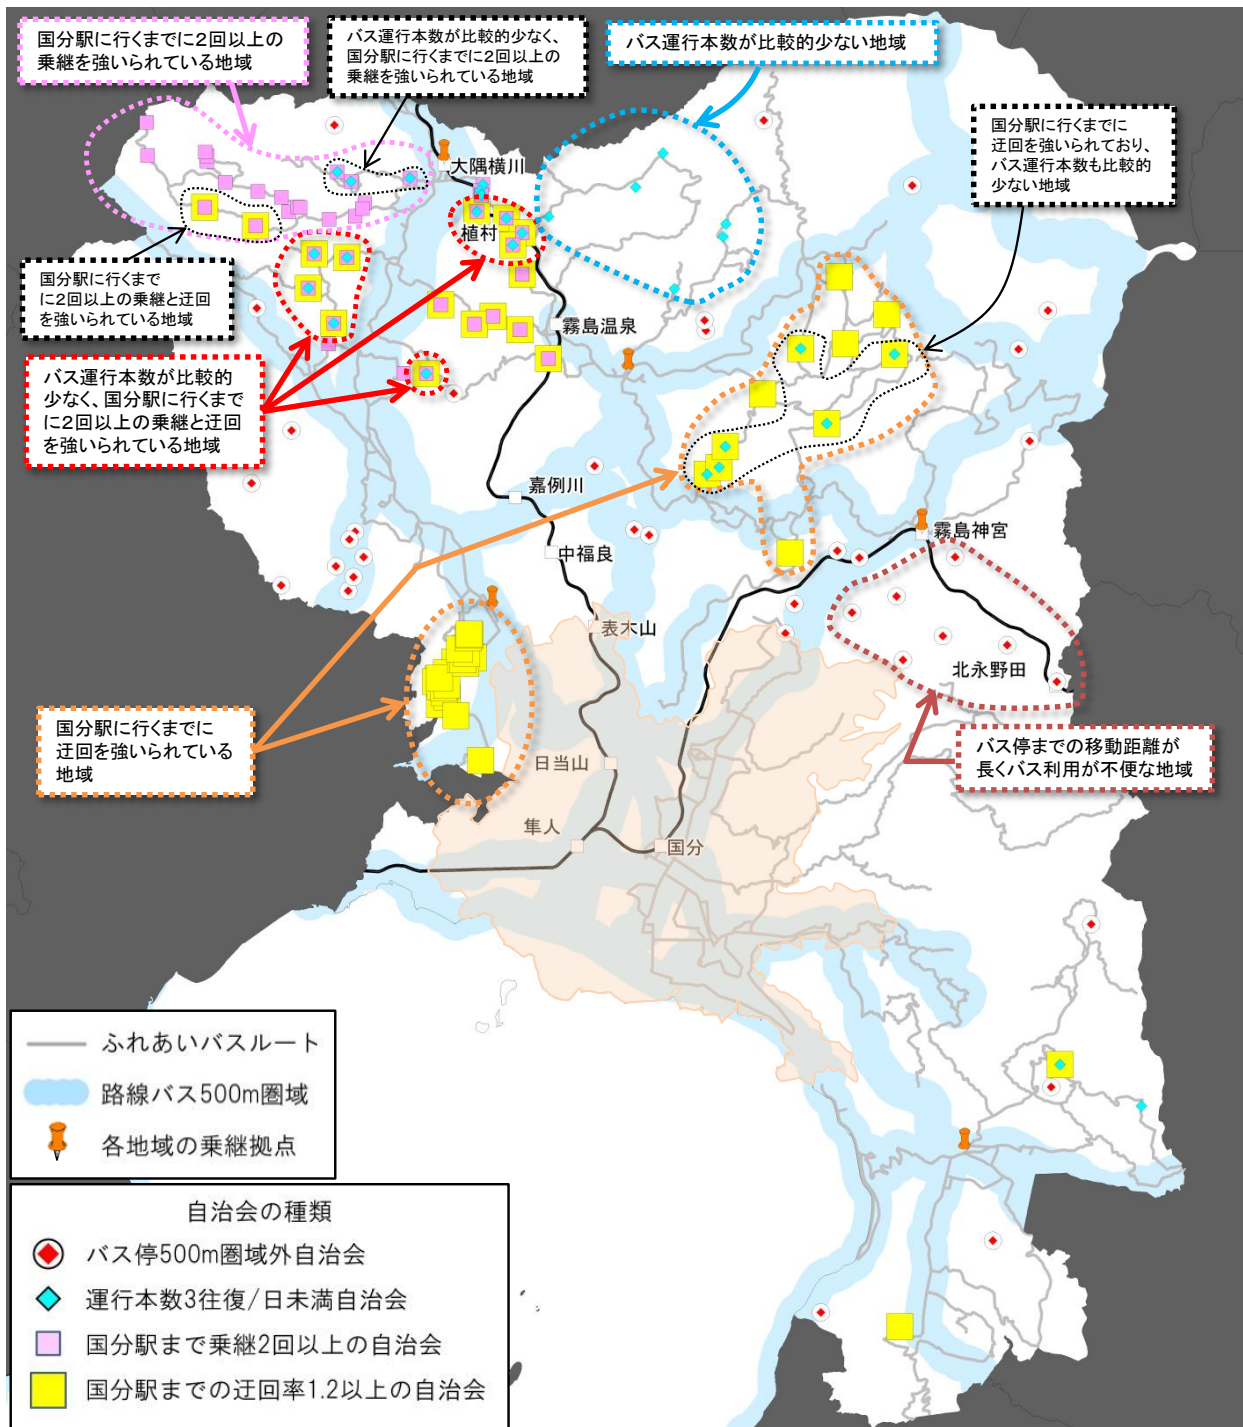 国分駅に行くまでに2回以上の
乗継を強いられている地域
バス運行本数が比較的少なく、
国分駅に行くまでに2回以上の
乗継を強いられている地域
バス運行本数が比較的少ない地域
国分駅に行くまでに
迂回を強いられており、
バス運行本数も比較的
少ない地域
大隅横川
植村
国分駅に行くまで
に2回以上の乗継と迂回
を強いられている地域
霧島温泉
バス運行本数が比較的
少なく、国分駅に行くまで
に2回以上の乗継と迂回
を強いられている地域
嘉例川
霧島神宮
中福良
表木山
北永野田
国分駅に行くまでに
迂回を強いられている
地域
バス停までの移動距離が
長くバス利用が不便な地域
日当山
隼人
国分
ふれあいバスルート
路線バス500m圏域
各地域の乗継拠点
自治会の種類
バス停500m圏域外自治会
運行本数3往復/日未満自治会
国分駅まで乗継2回以上の自治会
国分駅までの迂回率1.2以上の自治会